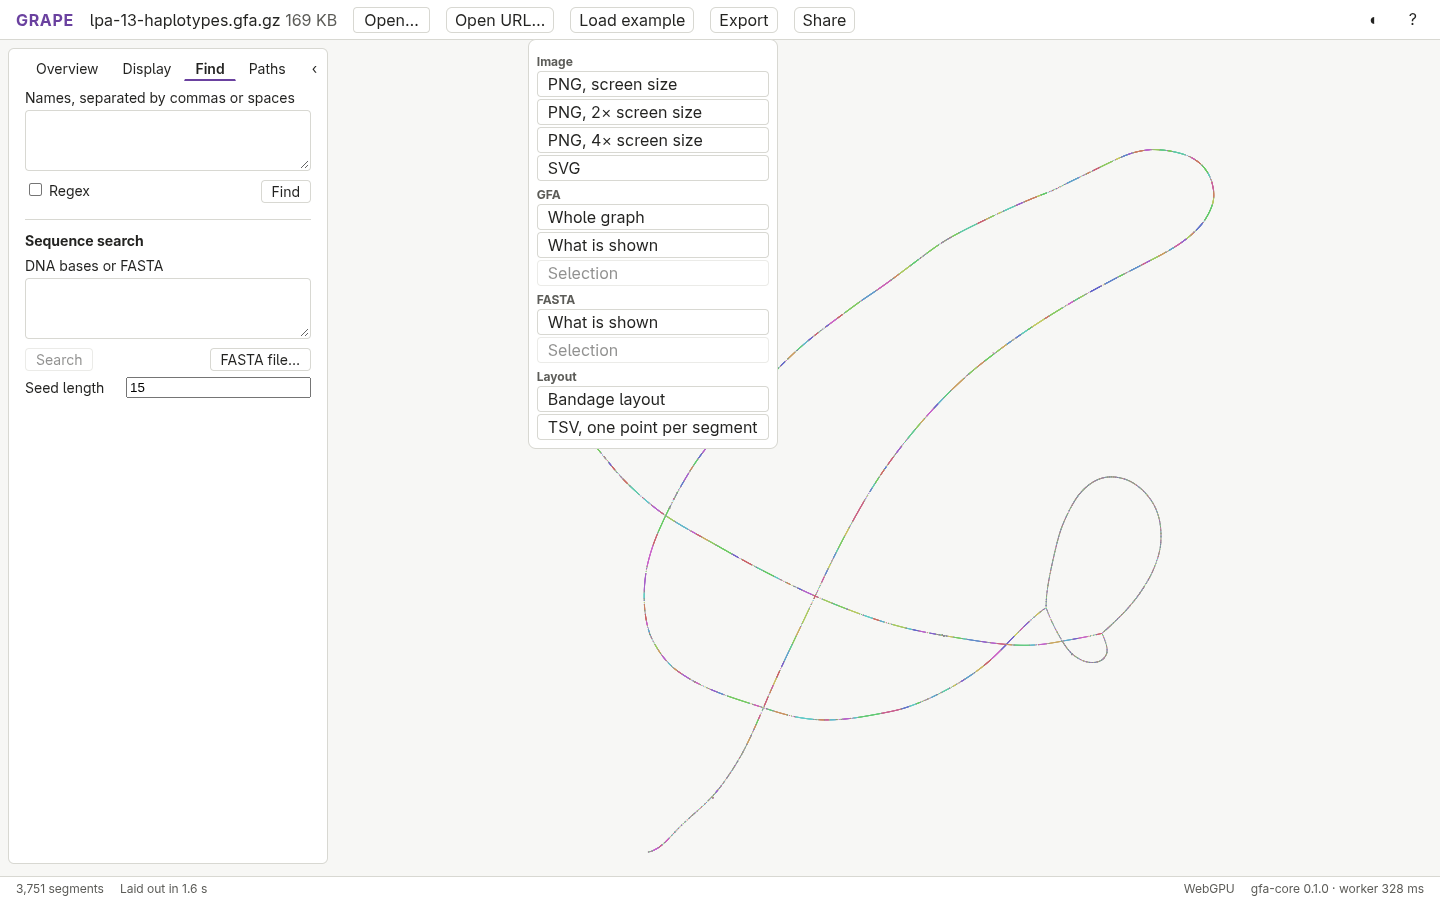 GRAPE lpa-13-haplotypes.gfa.gz 169 KB Open... Open URL... Load example Export Share ?
Overview Display Find Paths ‹
Names, separated by commas or spaces
Regex Find
Sequence search
DNA bases or FASTA
Search FASTA file...
Seed length 15
Image
PNG, screen size
PNG, 2× screen size
PNG, 4× screen size
SVG
GFA
Whole graph
What is shown
Selection
FASTA
What is shown
Selection
Layout
Bandage layout
TSV, one point per segment
3,751 segments Laid out in 1.6 s WebGPU gfa-core 0.1.0 · worker 328 ms